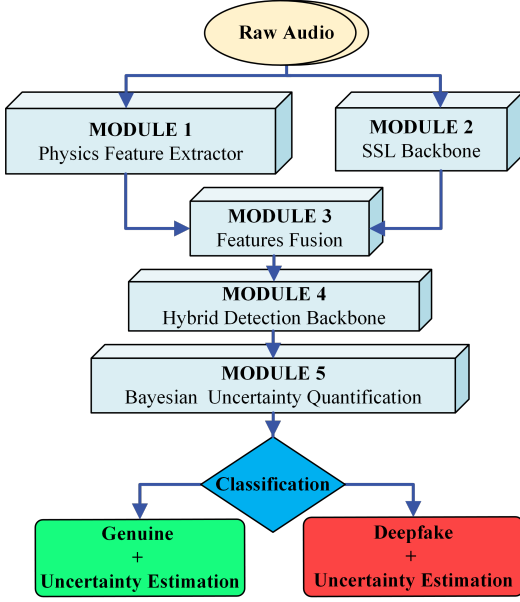 Raw Audio
MODULE 1
Physics Feature Extractor
MODULE 2
SSL Backbone
MODULE 3
Features Fusion
MODULE 4
Hybrid Detection Backbone
MODULE 5
Bayesian Uncertainty Quantification
Classification
Genuine
+
Uncertainty Estimation
Deepfake
+
Uncertainty Estimation